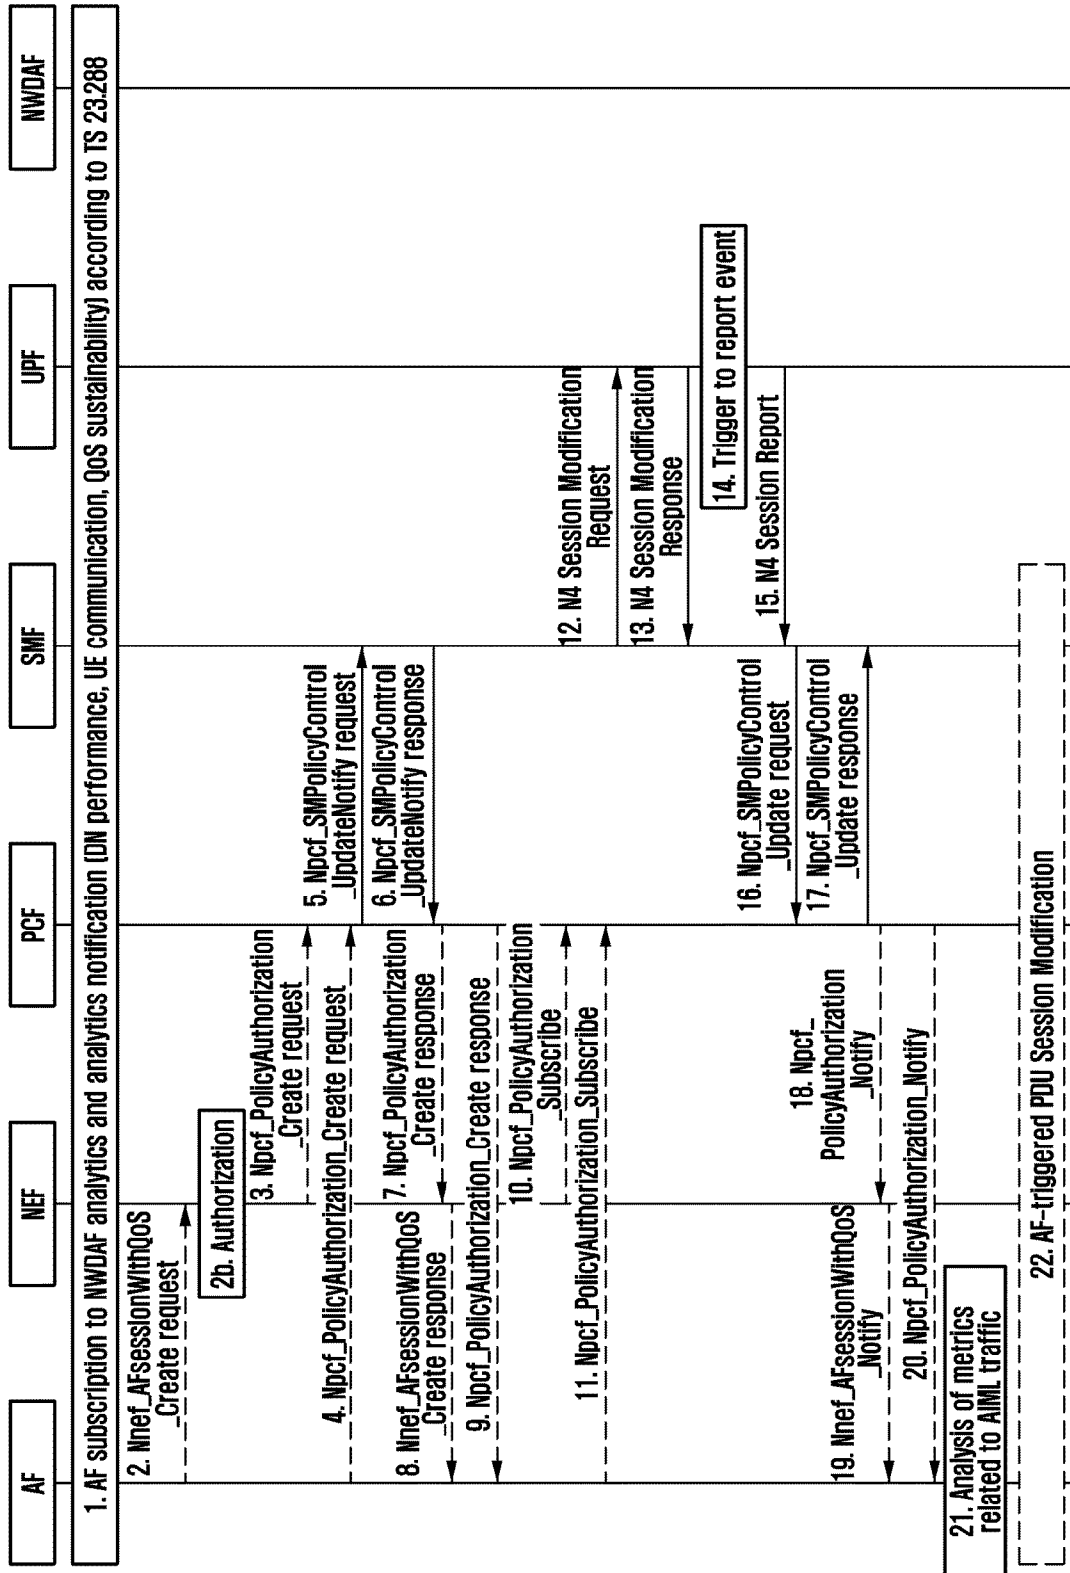 AF
NEF
PCF
SMF
UPF
NWDAF
1. AF subscription to NWDAF analytics and analytics notification (DN performance, UE communication, QoS sustainability) according to TS 23.288
2. Nnef_AFsessionWIthQoS
_Create request
2b. Authorization
3. Npcf_PolicyAuthorization
_Create request
4. Npcf_PolicyAuthorization_Create request
5. Npcf_SMPolicyControl
_UpdateNotify request
6. Npcf_SMPolicyControl
_UpdateNotify response
7. Npcf_PolicyAuthorization
_Create response
8. Nnef_AFsessionWithQoS
_Create response
9. Npcf_PolicyAuthorization_Create response
10. Npcf_PolicyAuthorization
_Subscribe
11. Npcf_PolicyAuthorization_Subscribe
12. N4 Session Modification
Request
13. N4 Session Modification
Response
14. Trigger to report event
15. N4 Session Report
16. Npcf_SMPolicyControl
_Update request
17. Npcf_SMPolicyControl
_Update response
18. Npcf_
PolicyAuthorization
_Notify
19. Nnef_AFsessionWithQoS
_Notify
20. Npcf_PolicyAuthorization_Notify
21. Analysis of metrics
related to AIML traffic
22. AF-triggered PDU Session Modification